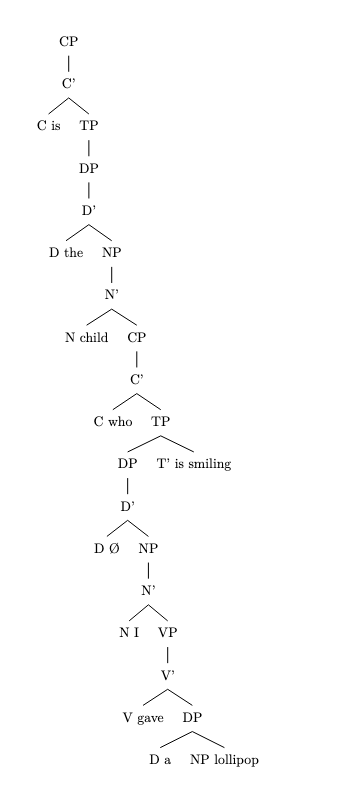 CP
C'
C is TP
DP
D'
D the NP
N'
N child CP
C'
C who TP
DP T' is smiling
D'
D Ø NP
N'
N I VP
V'
V gave DP
D a NP lollipop